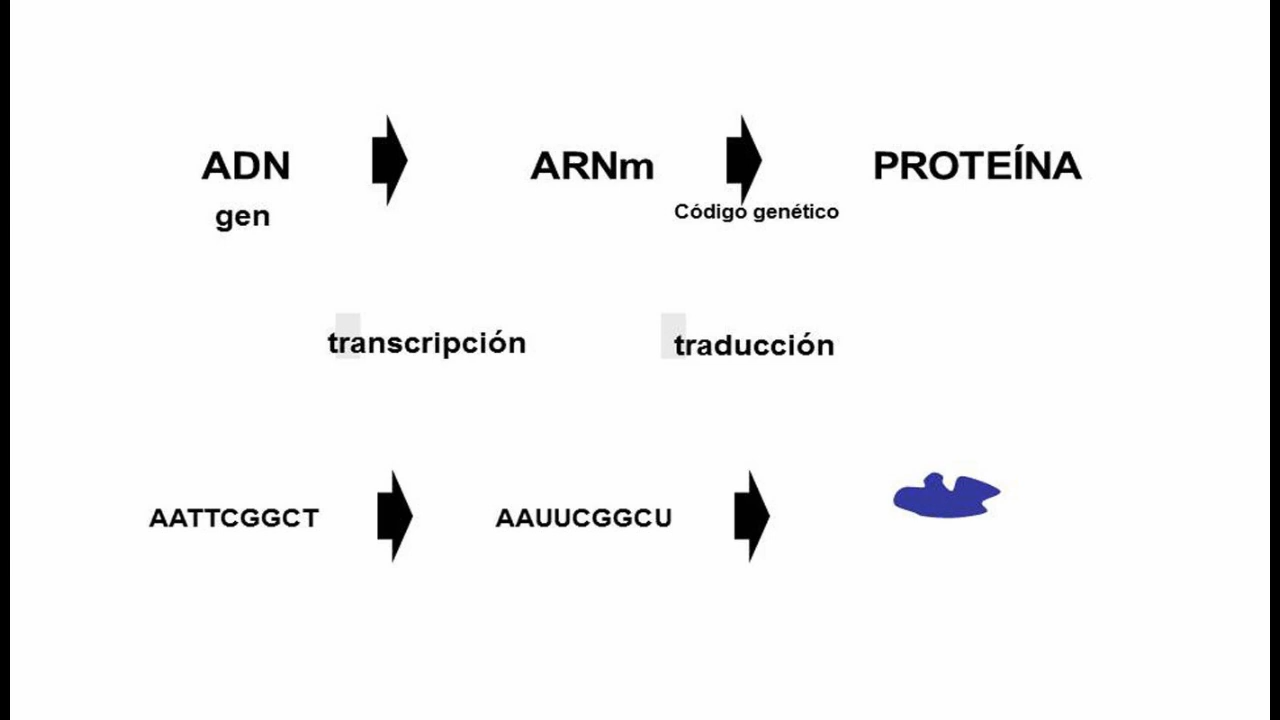 ADN ARNm PROTEÍNA
gen Código genético
transcripción traducción
AATTCGGCT AAUUCGGCU